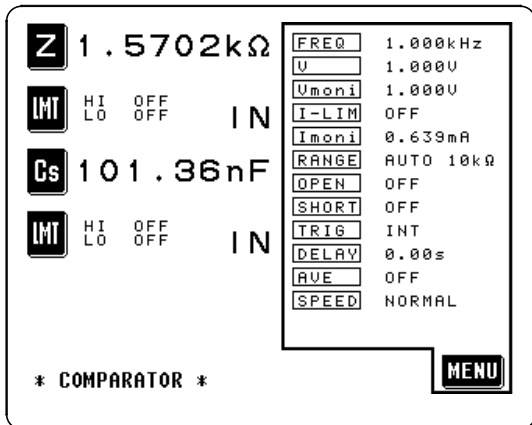 Z 1.5702kΩ
LMT HI OFF
LO OFF
IN
Cs 101.36nF
LMT HI OFF
LO OFF
IN
* COMPARATOR *
FREQ 1.000kHz
V 1.000V
Vmoni 1.000V
I-LIM OFF
Imoni 0.639mA
RANGE AUTO 10kΩ
OPEN OFF
SHORT OFF
TRIG INT
DELAY 0.00s
AVE OFF
SPEED NORMAL
MENU